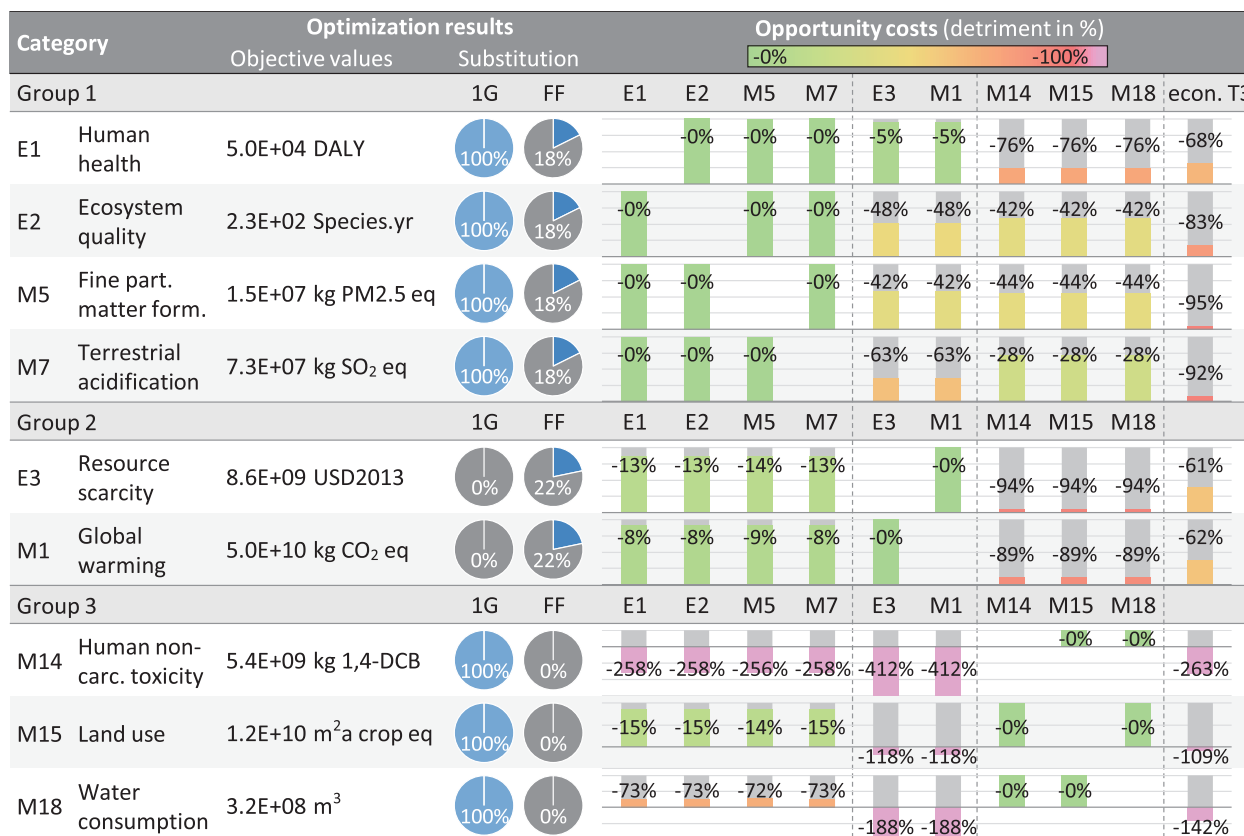 Category Optimization results Opportunity costs (detriment in %)
Objective values Substitution -0% -100%
Group 1 1G FF E1 E2 M5 M7 E3 M1 M14 M15 M18 econ. T3
E1 Human health 5.0E+04 DALY 100% 18% -0% -0% -0% -5% -5% -76% -76% -76% -68%
E2 Ecosystem quality 2.3E+02 Species.yr 100% 18% -0% -0% -0% -48% -48% -42% -42% -42% -83%
M5 Fine part. matter form. 1.5E+07 kg PM2.5 eq 100% 18% -0% -0% -0% -42% -42% -44% -44% -44% -95%
M7 Terrestrial acidification 7.3E+07 kg SO₂ eq 100% 18% -0% -0% -0% -63% -63% -28% -28% -28% -92%
Group 2 E1 E2 M5 M7 E3 M1 M14 M15 M18
E3 Resource scarcity 8.6E+09 USD2013 0% 22% -13% -13% -14% -13% -0% -94% -94% -94% -61%
M1 Global warming 5.0E+10 kg CO₂ eq 0% 22% -8% -8% -9% -8% -0% -89% -89% -89% -62%
Group 3 1G FF E1 E2 M5 M7 E3 M1 M14 M15 M18
M14 Human non-carc. toxicity 5.4E+09 kg 1,4-DCB 100% 0% -258% -258% -256% -258% -412% -412% -0% -0% -263%
M15 Land use 1.2E+10 m²a crop eq 100% 0% -15% -15% -14% -15% -118% -118% -0% -0% -109%
M18 Water consumption 3.2E+08 m³ 100% 0% -73% -73% -72% -73% -188% -188% -0% -0% -142%